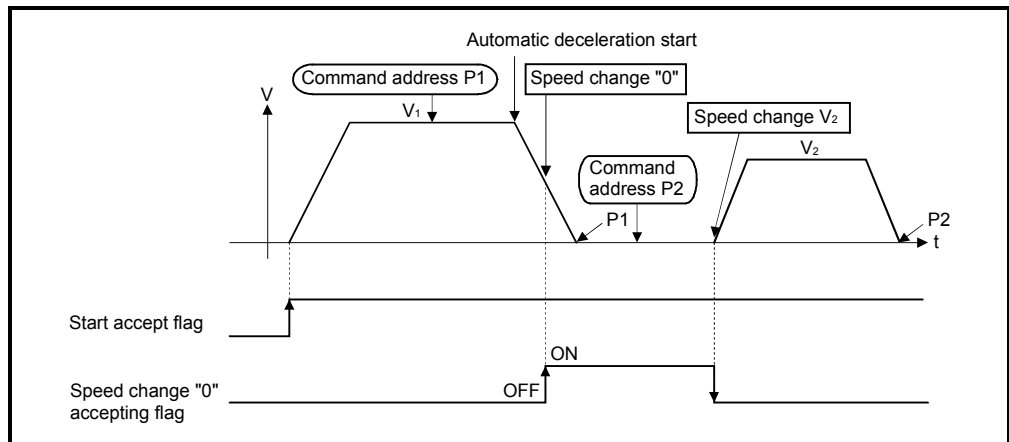 Automatic deceleration start
Command address P1
Speed change "0"
V
V1
Speed change V2
V2
Command
address P2
P1
P2
t
Start accept flag
ON
OFF
Speed change "0"
accepting flag